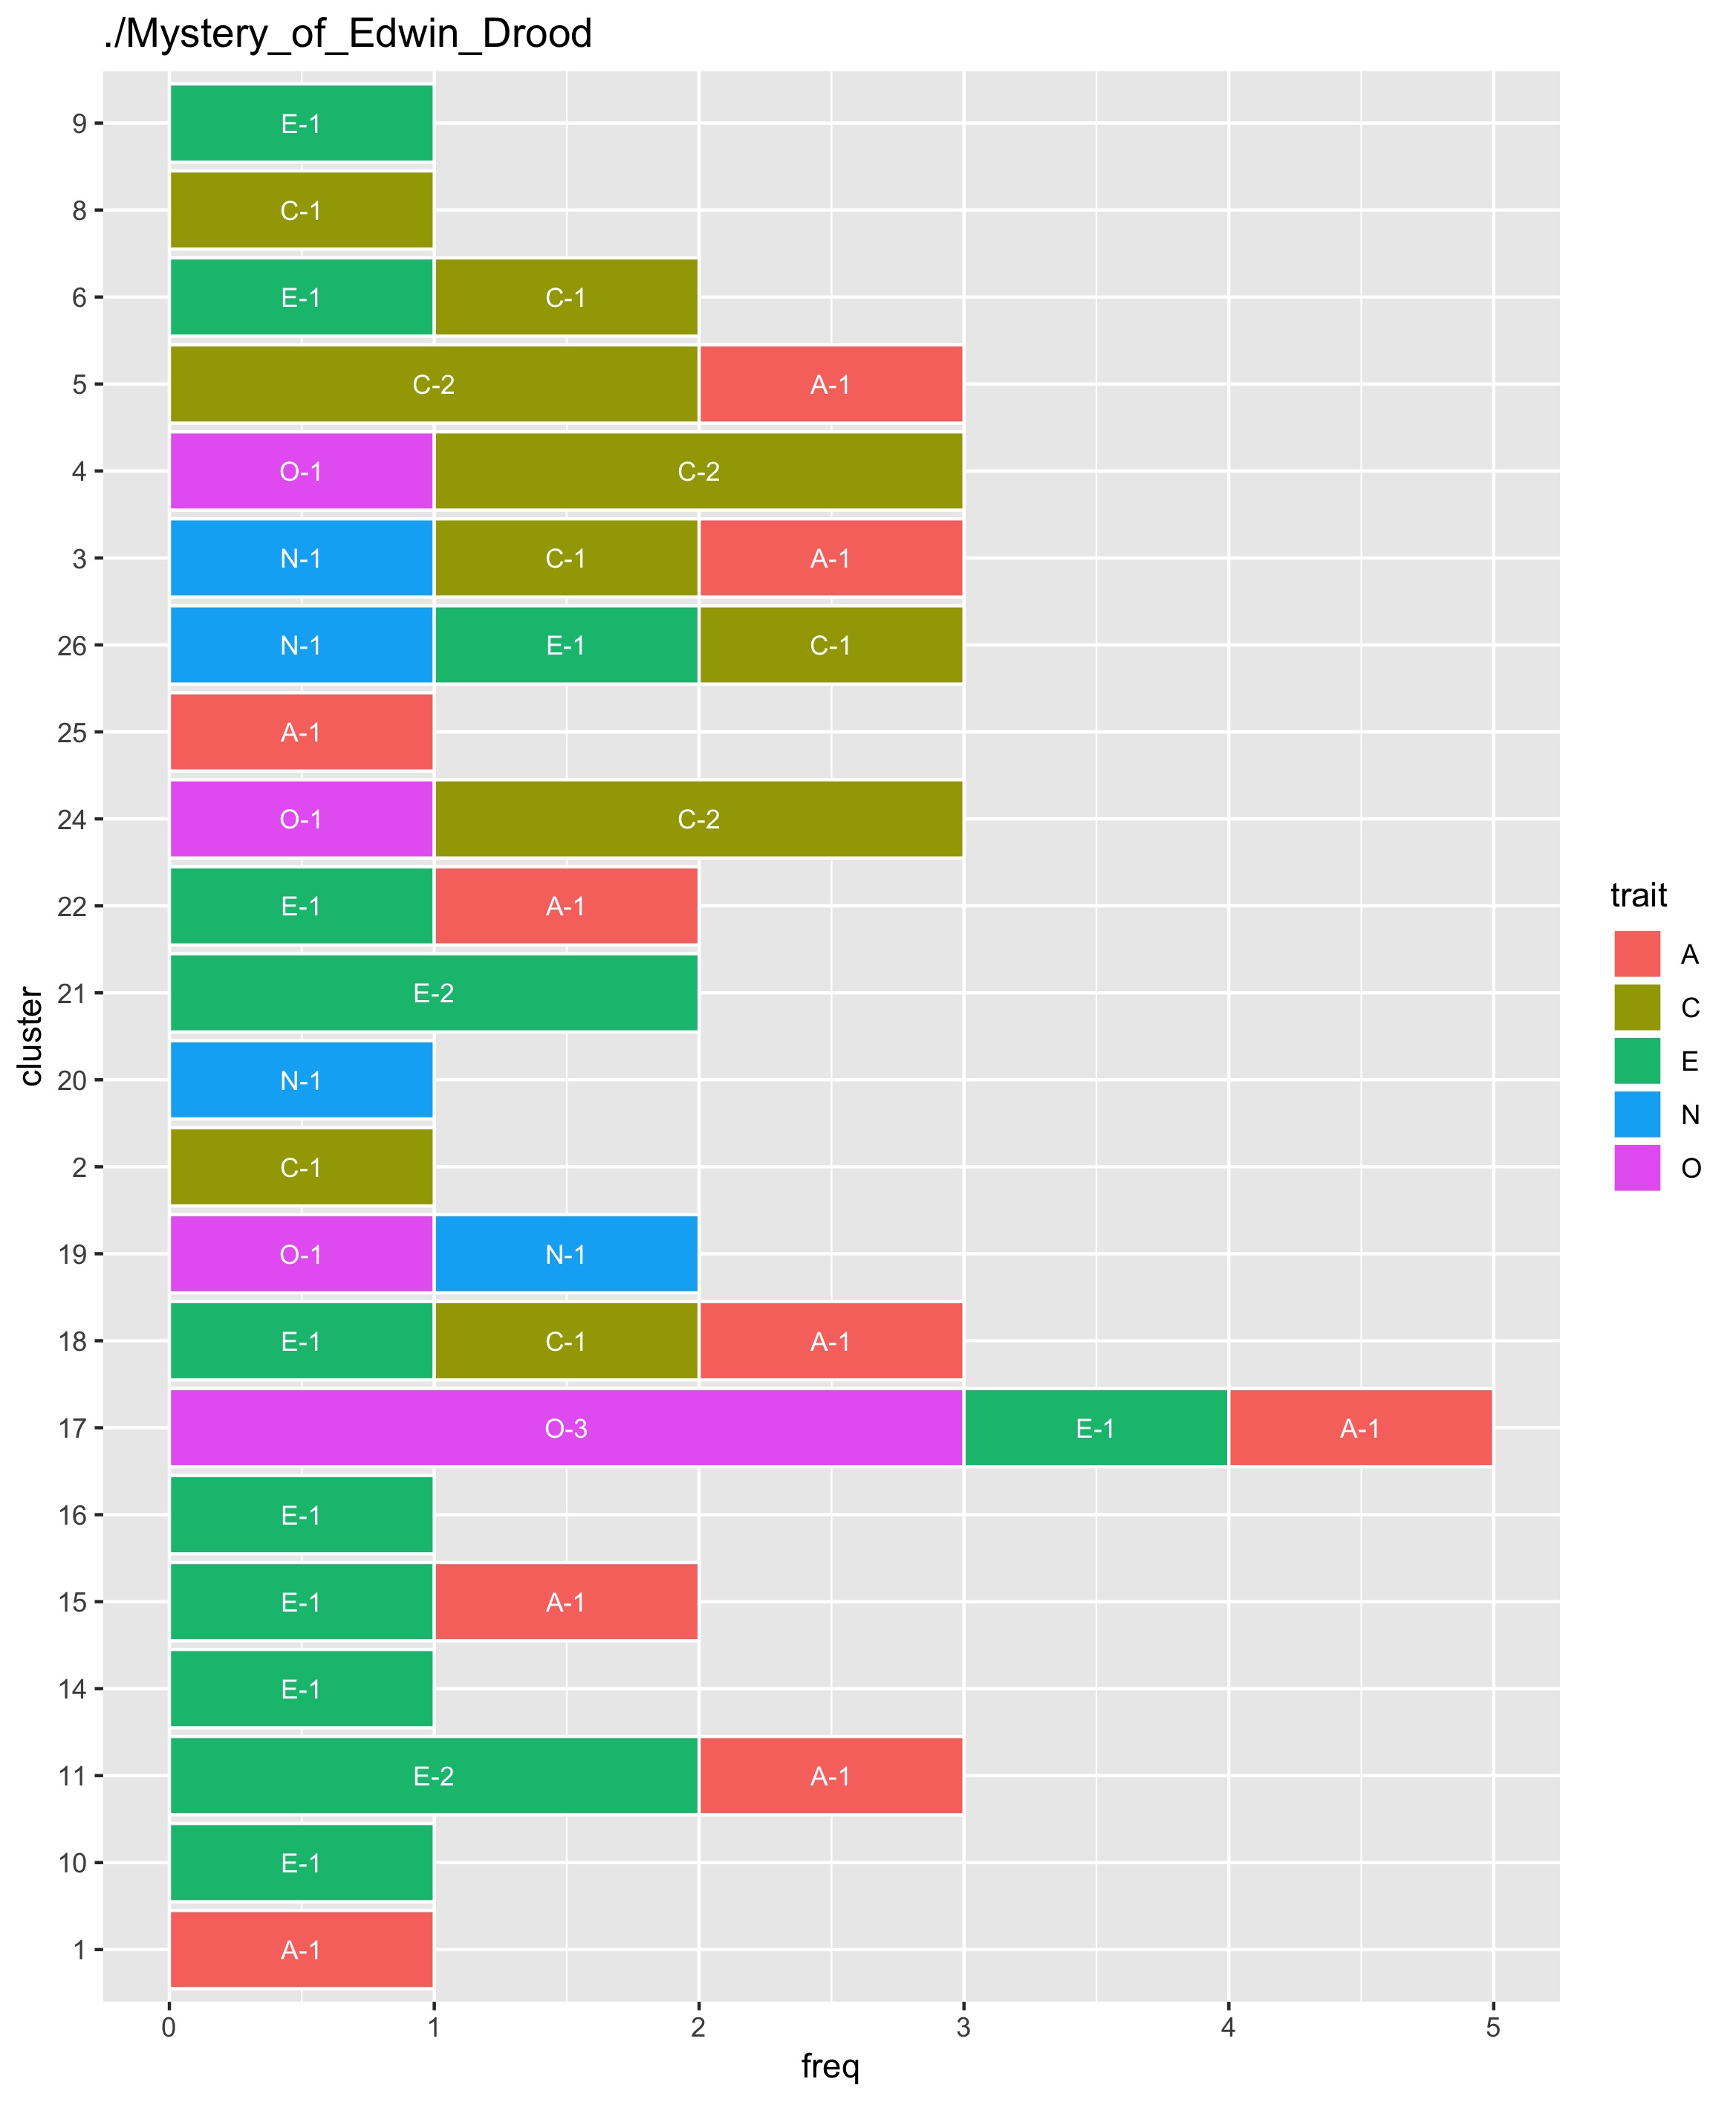 ./Mystery_of_Edwin_Drood
9 E-1
8 C-1
6 E-1 C-1
5 C-2 A-1
4 O-1 C-2
3 N-1 C-1 A-1
26 N-1 E-1 C-1
25 A-1
24 O-1 C-2
22 E-1 A-1
21 E-2
20 N-1
2 C-1
19 O-1 N-1
18 E-1 C-1 A-1
17 O-3 E-1 A-1
16 E-1
15 E-1 A-1
14 E-1
11 E-2 A-1
10 E-1
1 A-1
0 1 2 3 4 5
freq
cluster
trait
A
C
E
N
O